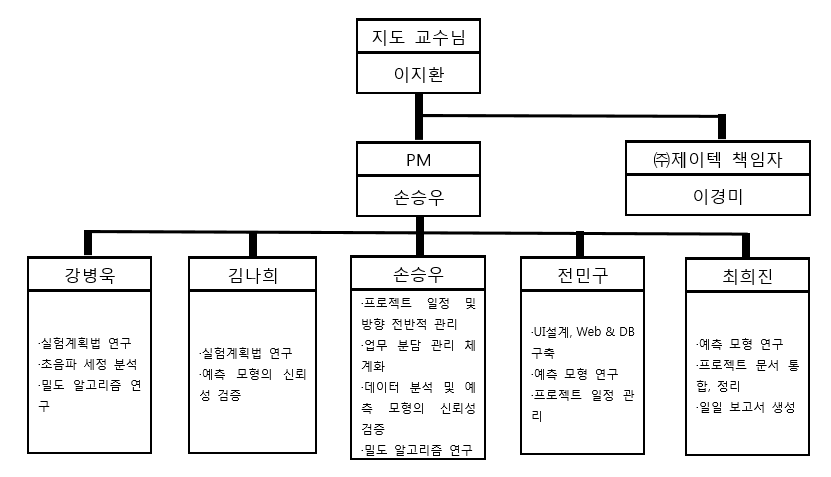 지도 교수님
이지환
PM
손승우
㈜제이텍 책임자
이경미
강병욱
·실험계획법 연구
·초음파 세정 분석
·밀도 알고리즘 연
구
김나희
·실험계획법 연구
·예측 모형의 신뢰
성 검증
손승우
·프로젝트 일정 및
방향 전반적 관리
·업무 분담 관리 체
계화
·데이터 분석 및 예
측 모형의 신뢰성
검증
·밀도 알고리즘 연구
전민구
·UI설계, Web & DB
구축
·예측 모형 연구
·프로젝트 일정 관
리
최희진
·예측 모형 연구
·프로젝트 문서 통
합, 정리
·일일 보고서 생성